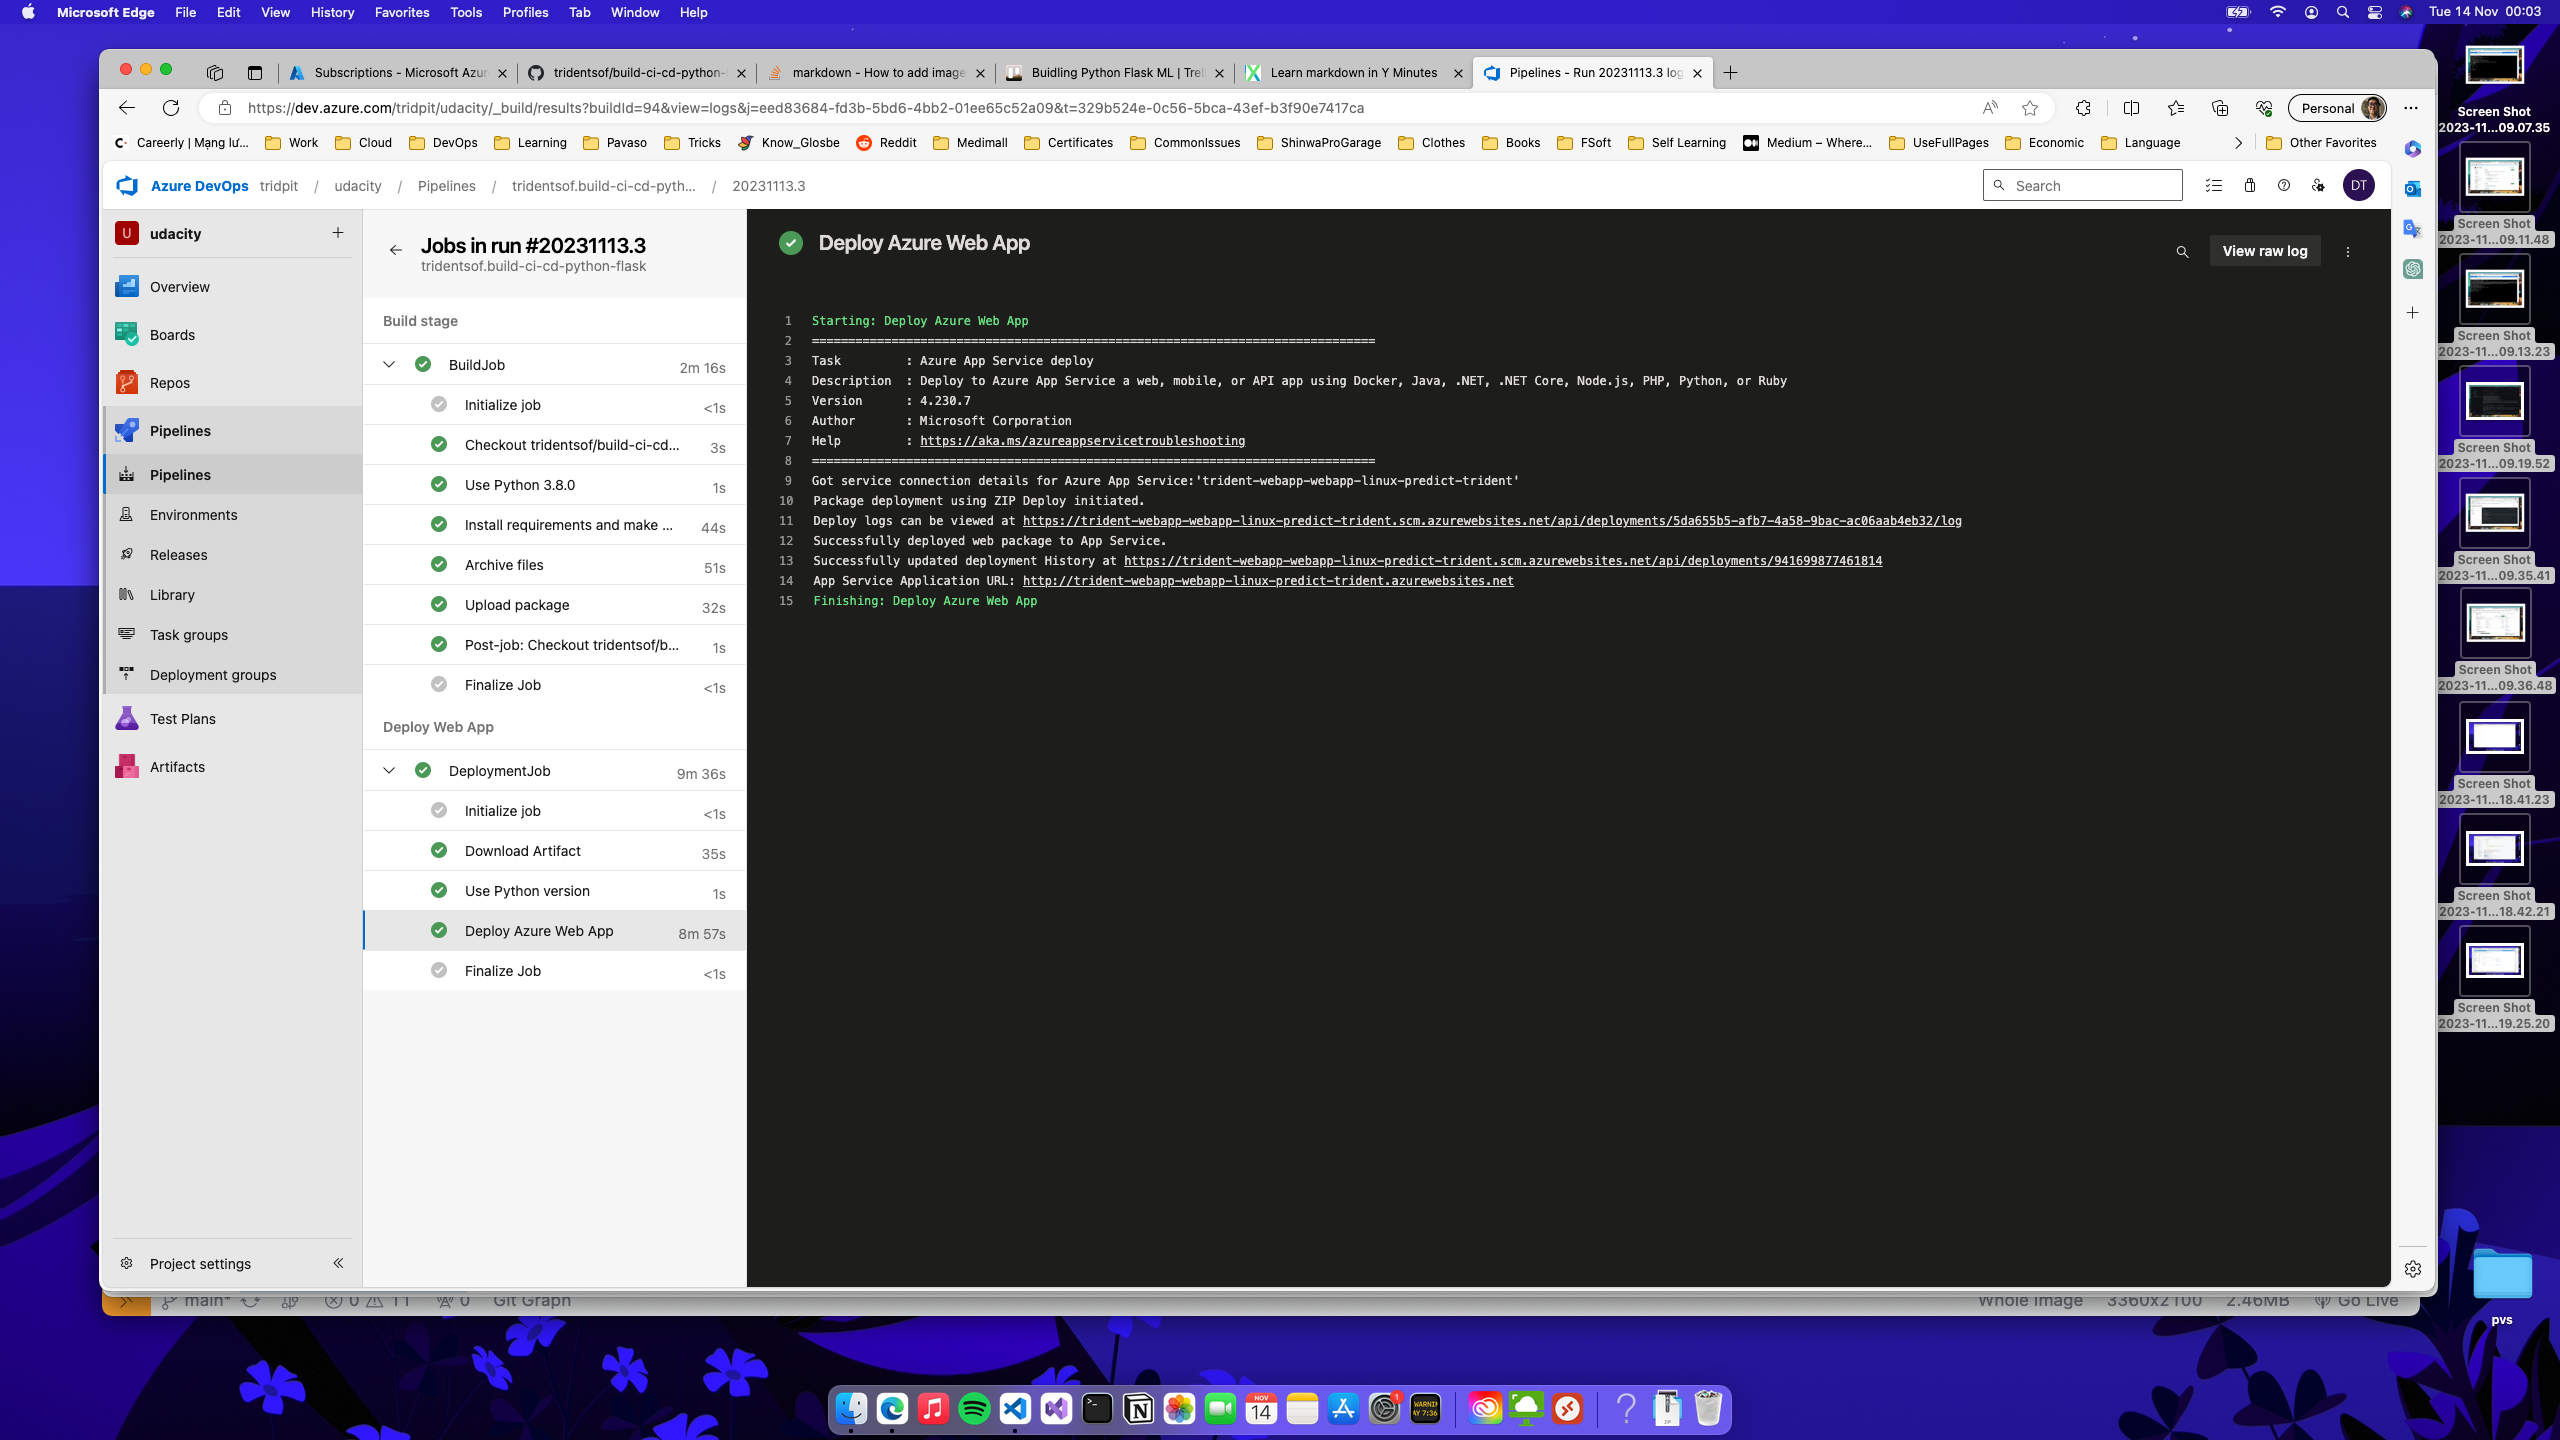 Microsoft Edge File Edit View History Favorites Tools Profiles Tab Window Help Tue 14 Nov 00:03
Subscriptions - Microsoft Azur
tridentsof/build-ci-cd-python-
markdown - How to add image
Buidling Python Flask ML | Trel
Learn markdown in Y Minutes
Pipelines - Run 20231113.3 log
https://dev.azure.com/tridpit/udacity/_build/results?buildId=94&view=logs&j=eed83684-fd3b-5bd6-4bb2-01ee65c52a09&t=329b524e-0c56-5bca-43ef-b3f90e7417ca
Personal
Careerly | Mạng lư... Work Cloud DevOps Learning Pavaso Tricks Know_Glosbe Reddit Medimall Certificates CommonIssues ShinwaProGarage Clothes Books FSoft Self Learning Medium – Where... UseFullPages Economic Language Other Favorites
Azure DevOps tridpit / udacity / Pipelines / tridentsof.build-ci-cd-pyth... / 20231113.3
Search
DT
U udacity
Overview
Boards
Repos
Pipelines
Pipelines
Environments
Releases
Library
Task groups
Deployment groups
Test Plans
Artifacts
Project settings
Jobs in run #20231113.3
tridentsof.build-ci-cd-python-flask
Build stage
BuildJob 2m 16s
Initialize job <1s
Checkout tridentsof/build-ci-cd... 3s
Use Python 3.8.0 1s
Install requirements and make ... 44s
Archive files 51s
Upload package 32s
Post-job: Checkout tridentsof/b... 1s
Finalize Job <1s
Deploy Web App
DeploymentJob 9m 36s
Initialize job <1s
Download Artifact 35s
Use Python version 1s
Deploy Azure Web App 8m 57s
Finalize Job <1s
Deploy Azure Web App
View raw log
1 Starting: Deploy Azure Web App
2 ==============================================================================
3 Task : Azure App Service deploy
4 Description : Deploy to Azure App Service a web, mobile, or API app using Docker, Java, .NET, .NET Core, Node.js, PHP, Python, or Ruby
5 Version : 4.230.7
6 Author : Microsoft Corporation
7 Help : https://aka.ms/azureappservicetroubleshooting
8 ==============================================================================
9 Got service connection details for Azure App Service:'trident-webapp-webapp-linux-predict-trident'
10 Package deployment using ZIP Deploy initiated.
11 Deploy logs can be viewed at https://trident-webapp-webapp-linux-predict-trident.scm.azurewebsites.net/api/deployments/5da655b5-afb7-4a58-9bac-ac06aab4eb32/log
12 Successfully deployed web package to App Service.
13 Successfully updated deployment History at https://trident-webapp-webapp-linux-predict-trident.scm.azurewebsites.net/api/deployments/941699877461814
14 App Service Application URL: http://trident-webapp-webapp-linux-predict-trident.azurewebsites.net
15 Finishing: Deploy Azure Web App
Screen Shot
2023-11...09.07.35
Screen Shot
2023-11...09.11.48
Screen Shot
2023-11...09.13.23
Screen Shot
2023-11...09.19.52
Screen Shot
2023-11...09.35.41
Screen Shot
2023-11...09.36.48
Screen Shot
2023-11...18.41.23
Screen Shot
2023-11...18.42.21
Screen Shot
2023-11...19.25.20
pvs
main* 0 11 0 Git Graph Whole Image 3360x2100 2.46MB Go Live
NOV
14
1